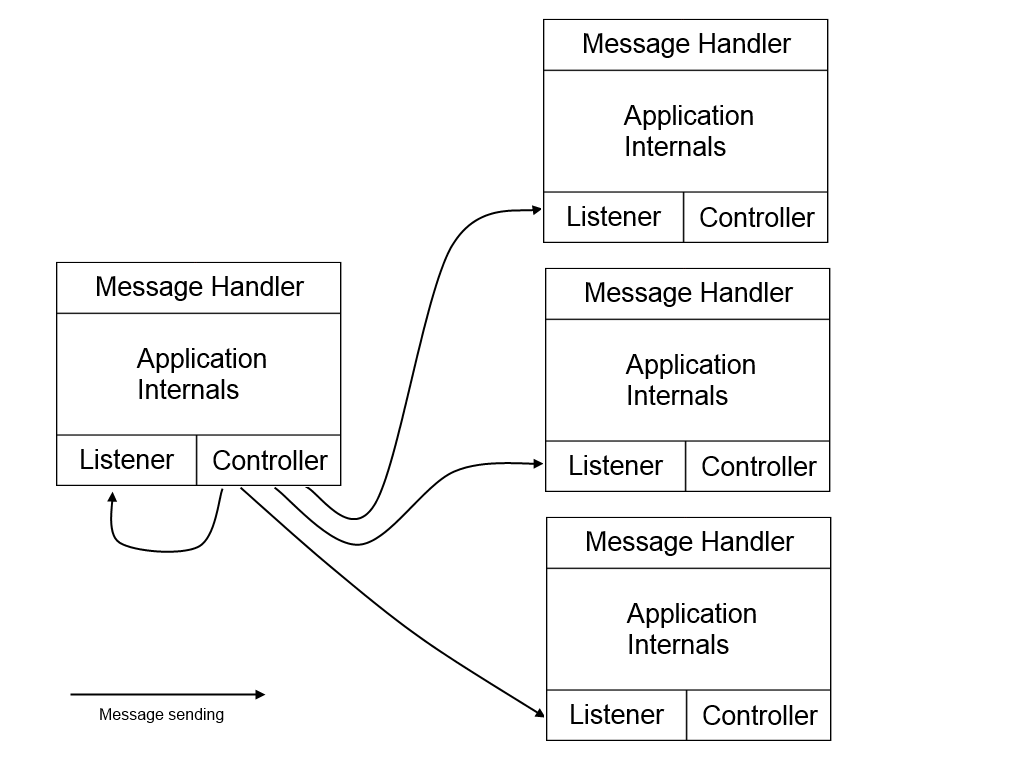 Message Handler
Application
Internals
Listener
Controller
Message Handler
Application
Internals
Listener
Controller
Message Handler
Application
Internals
Listener
Controller
Message Handler
Application
Internals
Listener
Controller
Message sending